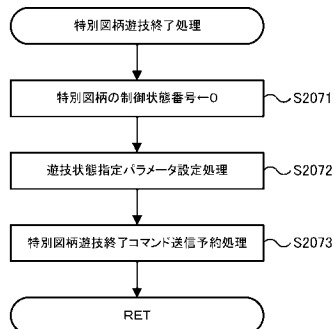 特別図柄遊技終了処理
特別図柄の制御状態番号←0
S2071
遊技状態指定パラメータ設定処理
S2072
特別図柄遊技終了コマンド送信予約処理
S2073
RET